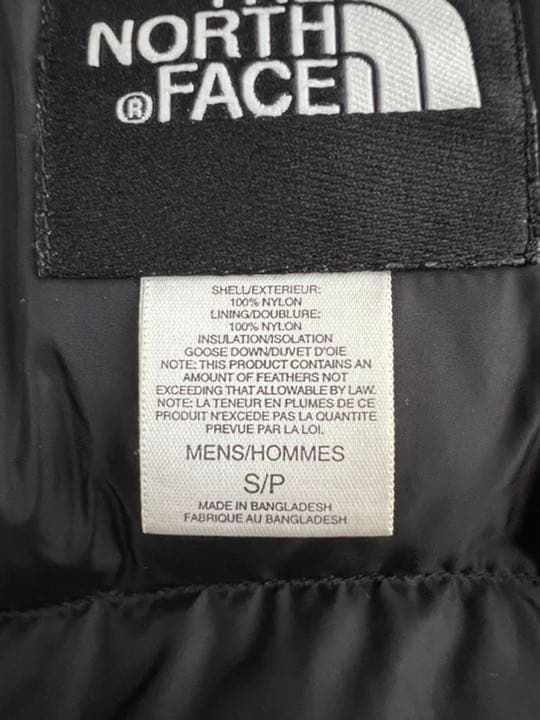 THE
NORTH
® FACE
SHELL/EXTERIEUR:
100% NYLON
LINING/DOUBLURE:
100% NYLON
INSULATION/ISOLATION
GOOSE DOWN/DUVET D'OIE
NOTE: THIS PRODUCT CONTAINS AN
AMOUNT OF FEATHERS NOT
EXCEEDING THAT ALLOWABLE BY LAW.
NOTE: LA TENEUR EN PLUMES DE CE
PRODUIT N'EXCEDE PAS LA QUANTITE
PREVUE PAR LA LOI.
MENS/HOMMES
S/P
MADE IN BANGLADESH
FABRIQUE AU BANGLADESH